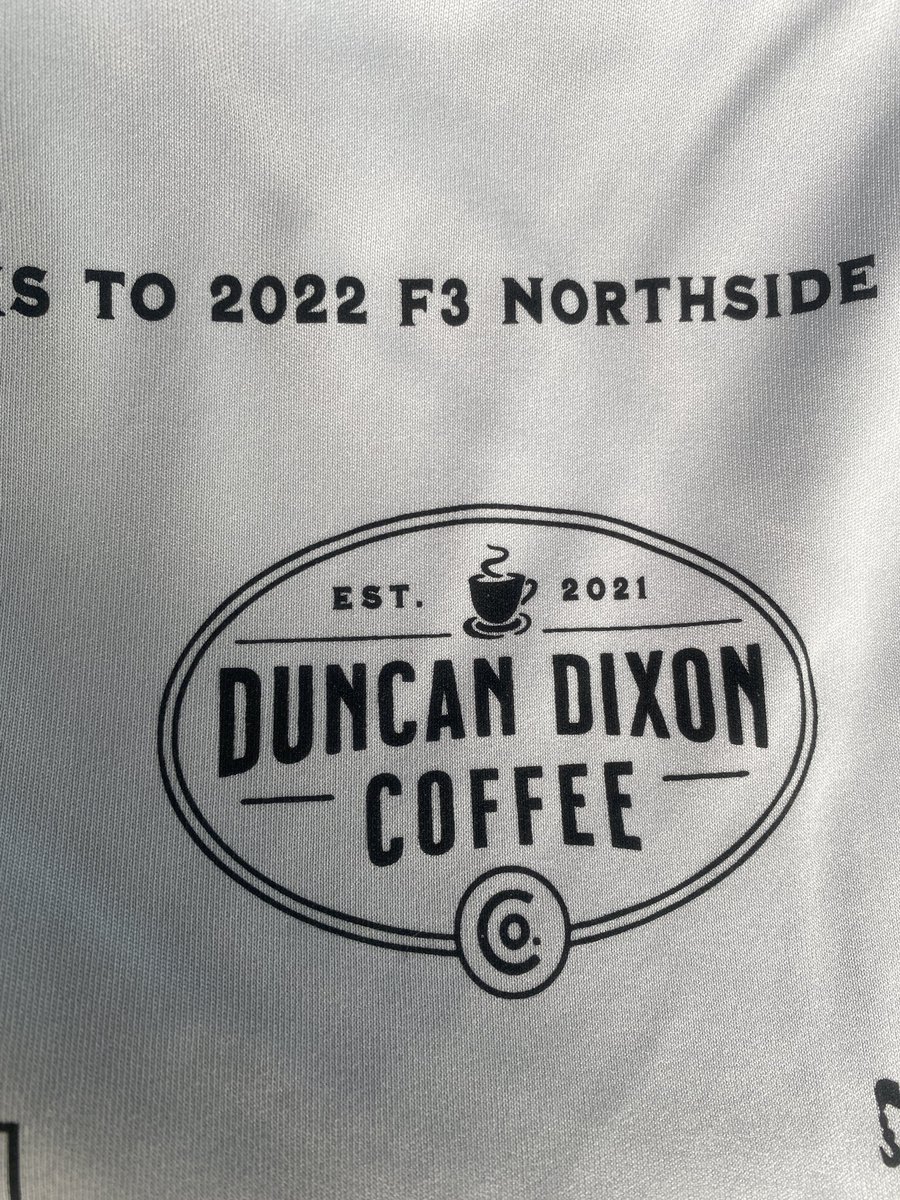 TO 2022 F3 NORTHSIDE
EST. 2021
DUNCAN DIXON
COFFEE
Co.